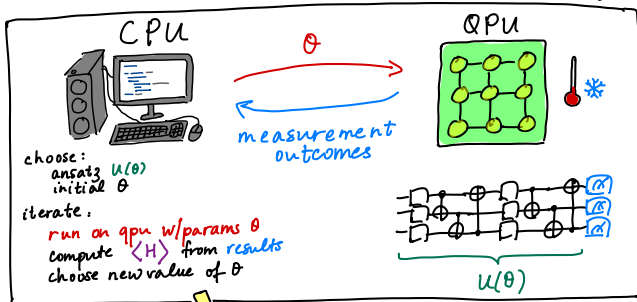 CPU
QPU
θ
measurement
outcomes
choose:
ansatz U(θ)
initial θ
iterate:
run on qpu w/params θ
compute ⟨H⟩ from results
choose new value of θ
U(θ)